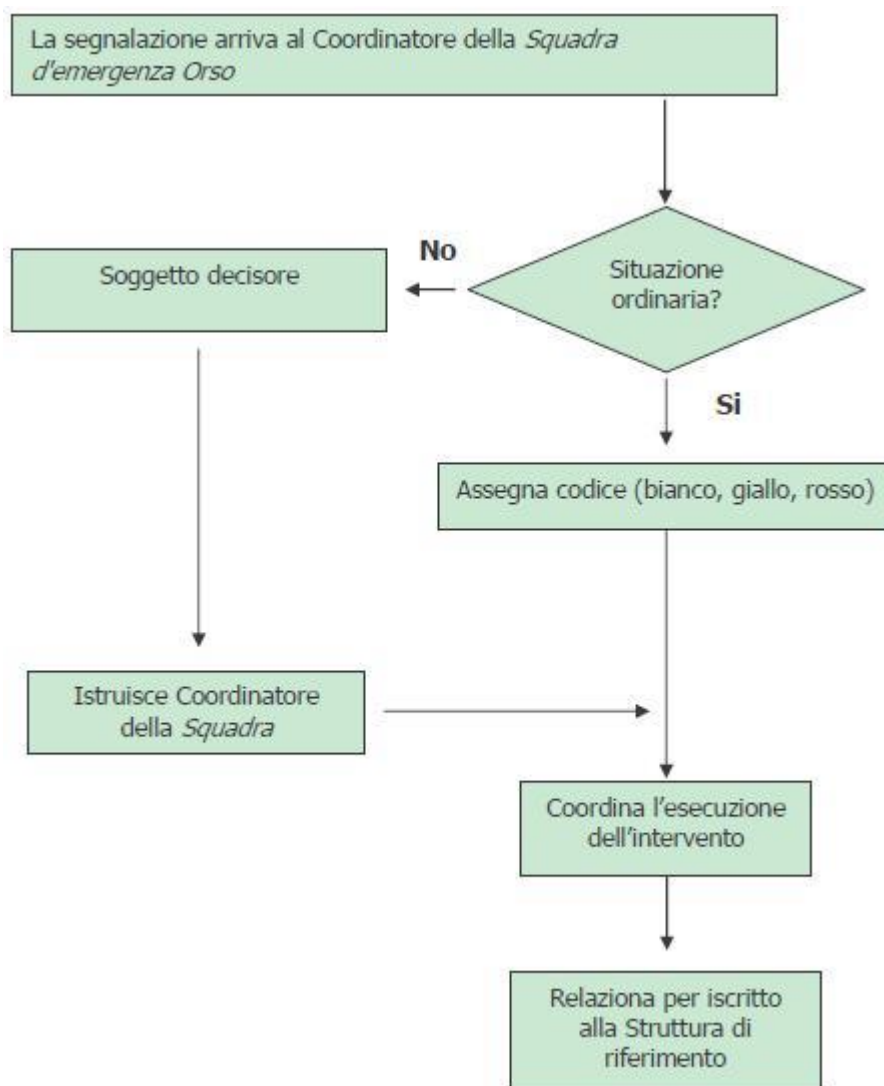 La segnalazione arriva al Coordinatore della Squadra
d'emergenza Orso
No
Soggetto decisore
Situazione
ordinaria?
Si
Assegna codice (bianco, giallo, rosso)
Istruisce Coordinatore
della Squadra
Coordina l'esecuzione
dell'intervento
Relaziona per iscritto
alla Struttura di
riferimento